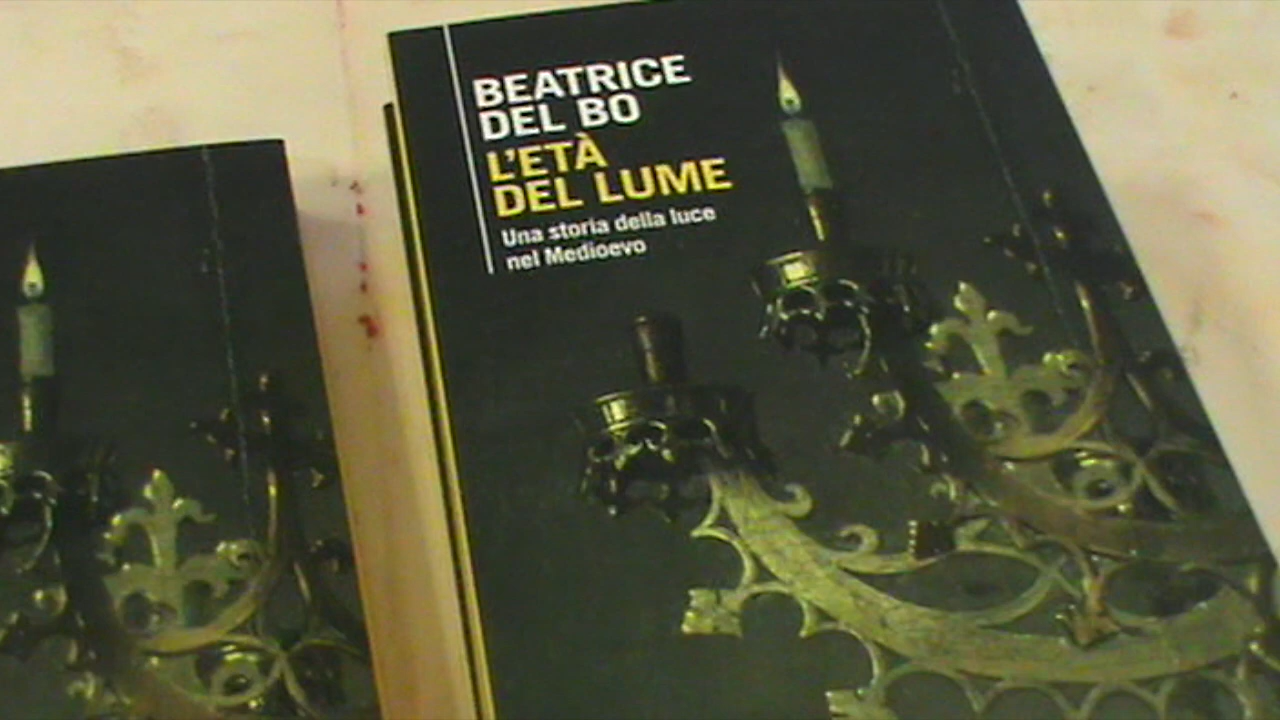 BEATRICE
DEL BO
L'ETÀ
DEL LUME
Una storia della luce
nel Medioevo